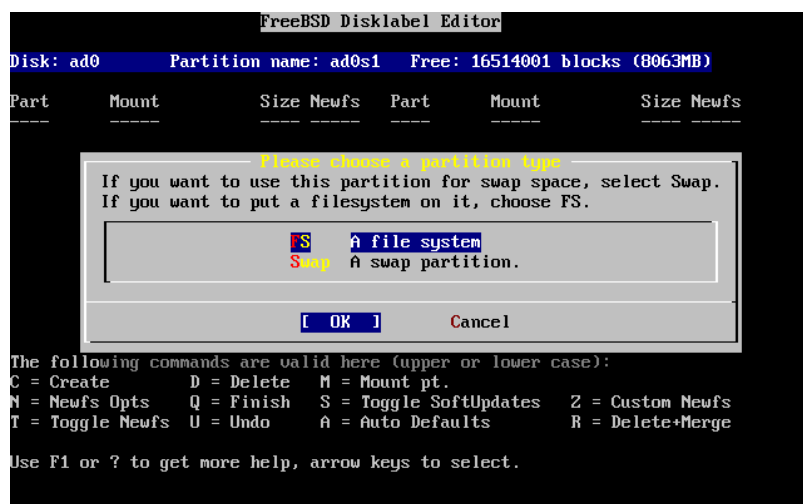 FreeBSD Disklabel Editor
Disk: ad0 Partition name: ad0s1 Free: 16514001 blocks (8063MB)
Part Mount Size Newfs Part Mount Size Newfs
---- ----- ---- ----- ---- ----- ---- -----
Please choose a partition type
If you want to use this partition for swap space, select Swap.
If you want to put a filesystem on it, choose FS.
FS A file system
Swap A swap partition.
[ OK ] Cancel
The following commands are valid here (upper or lower case):
C = Create D = Delete M = Mount pt.
N = Newfs Opts Q = Finish S = Toggle SoftUpdates Z = Custom Newfs
T = Toggle Newfs U = Undo A = Auto Defaults R = Delete+Merge
Use F1 or ? to get more help, arrow keys to select.